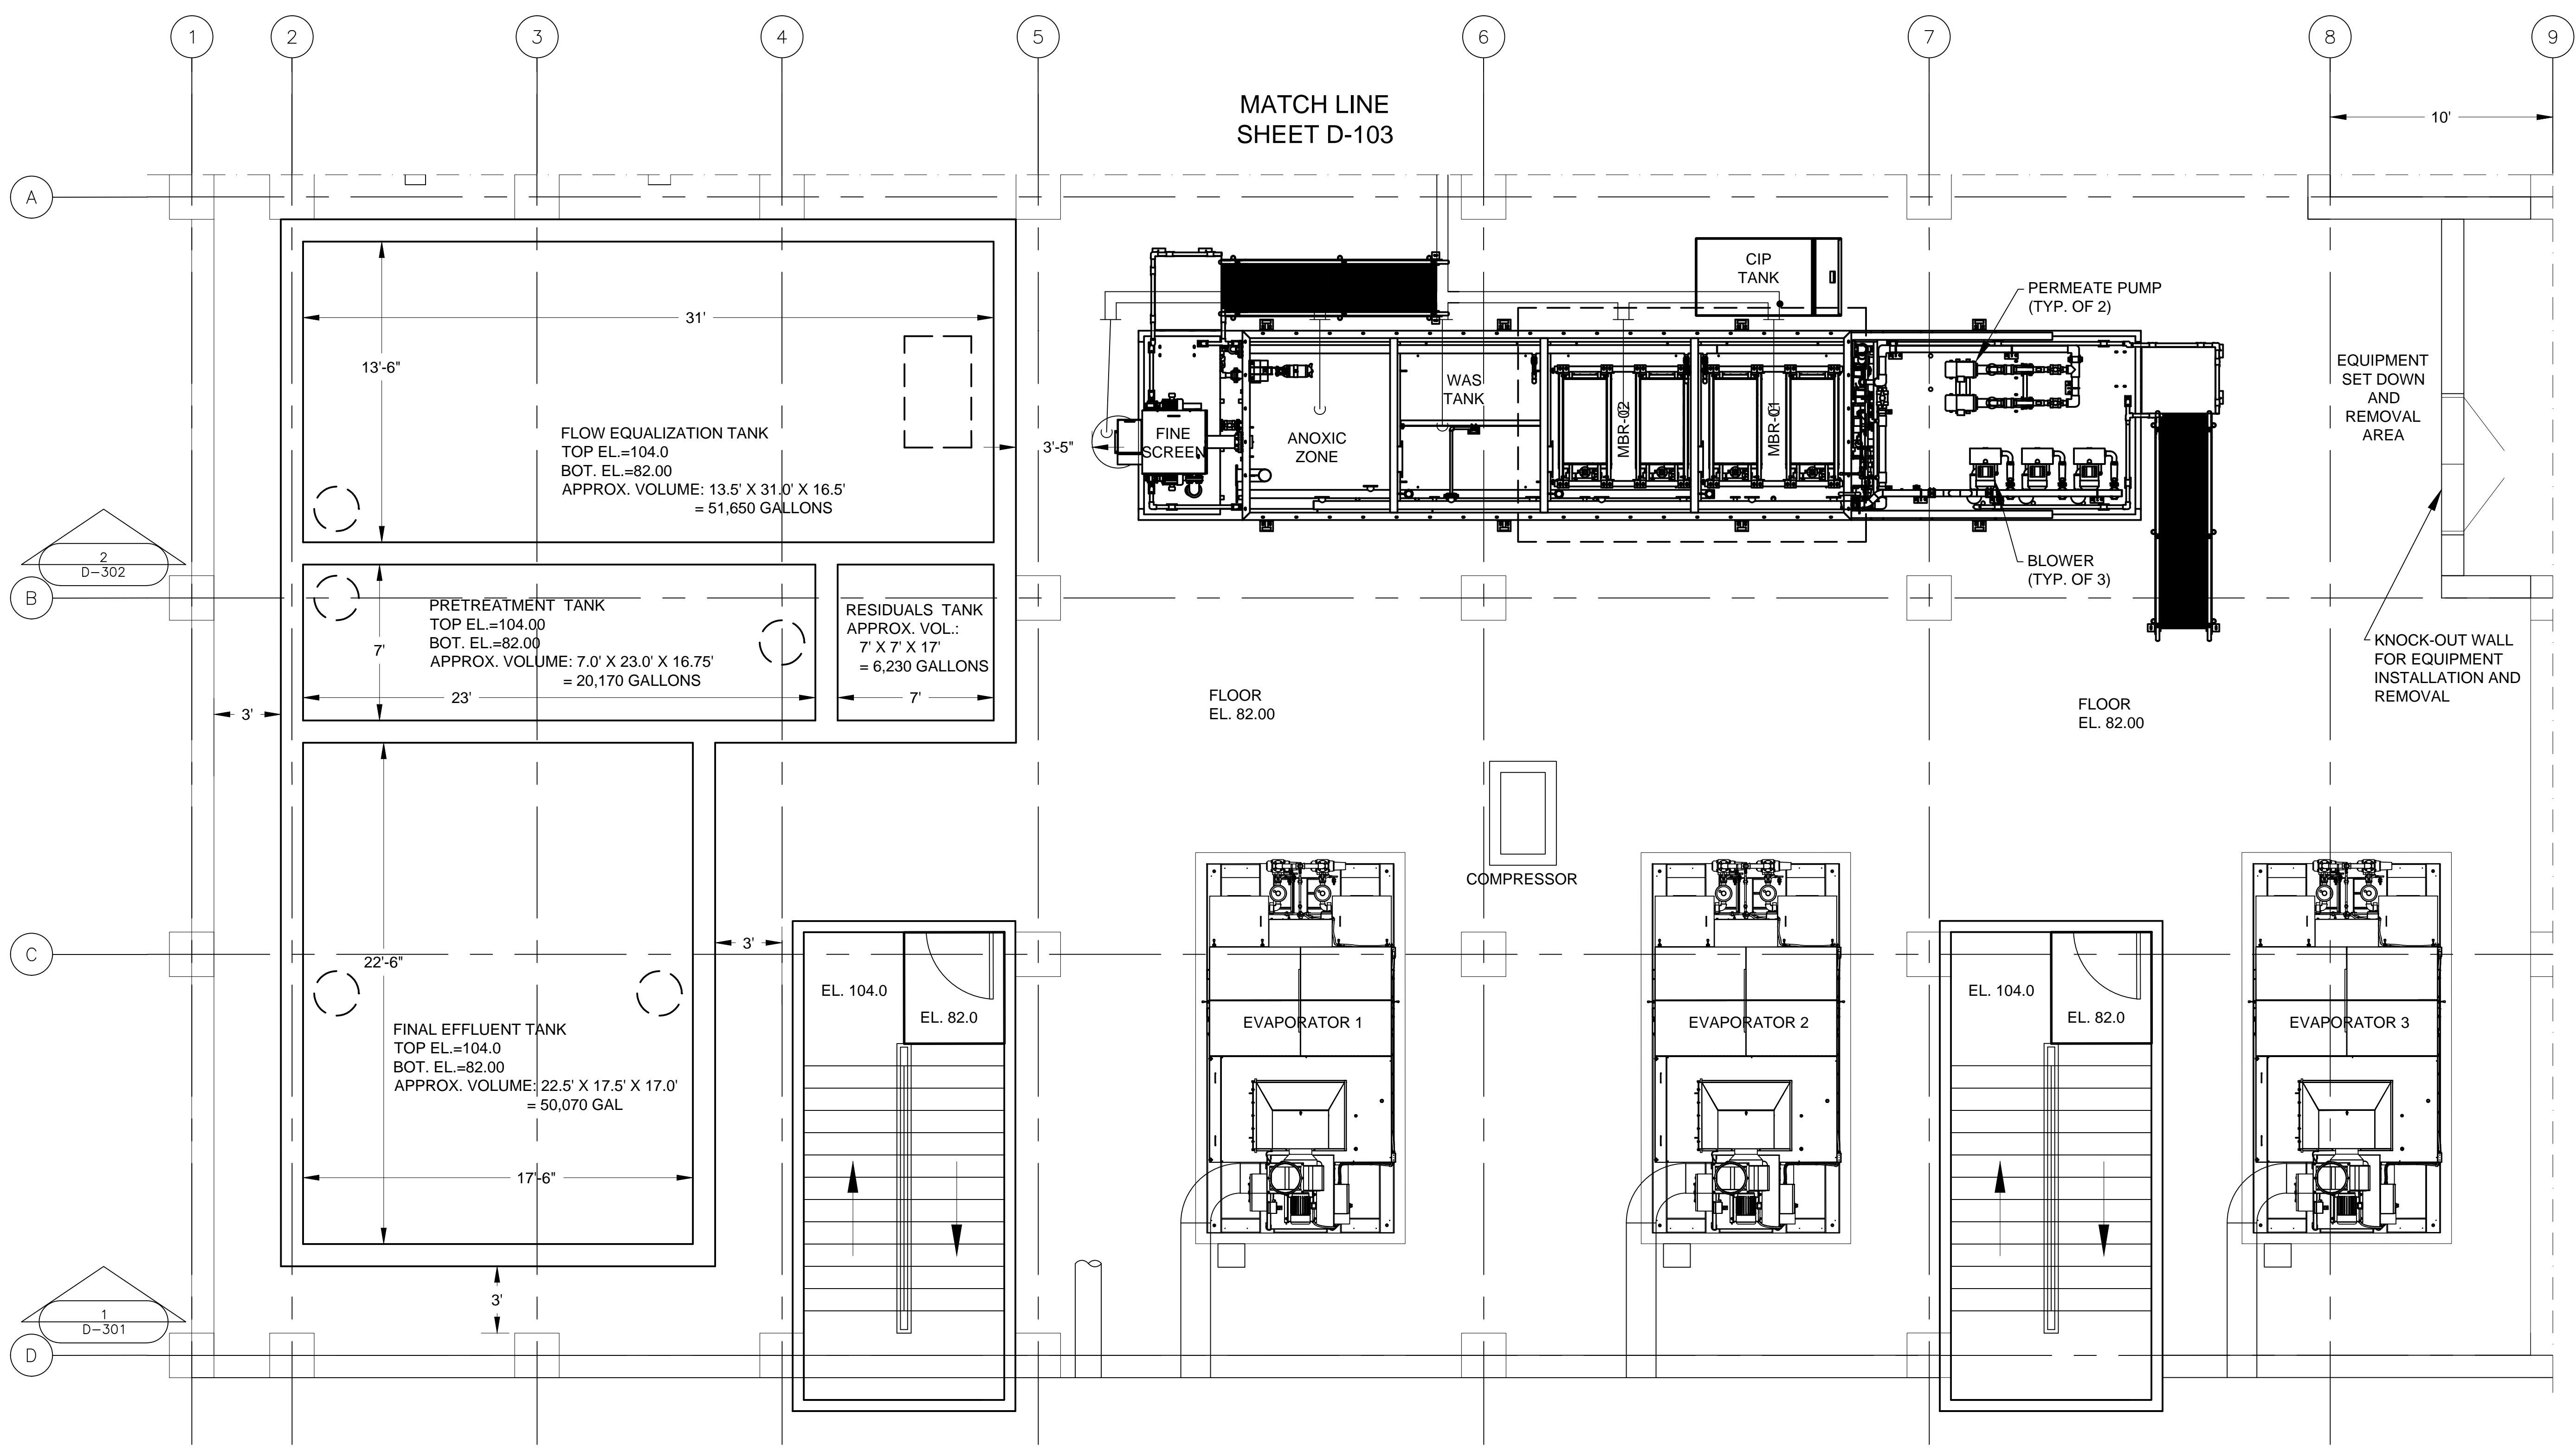 1
2
3
4
5
6
7
8
9
MATCH LINE
SHEET D-103
10'
A
31'
13'-6"
FLOW EQUALIZATION TANK
TOP EL.=104.0
BOT. EL.=82.00
APPROX. VOLUME: 13.5' X 31.0' X 16.5'
= 51,650 GALLONS
3'-5"
FINE
SCREEN
ANOXIC
ZONE
WAS
TANK
MBR-02
MBR-01
CIP
TANK
PERMEATE PUMP
(TYP. OF 2)
BLOWER
(TYP. OF 3)
EQUIPMENT
SET DOWN
AND
REMOVAL
AREA
KNOCK-OUT WALL
FOR EQUIPMENT
INSTALLATION AND
REMOVAL
2
D-302
B
PRETREATMENT TANK
TOP EL.=104.00
BOT. EL.=82.00
APPROX. VOLUME: 7.0' X 23.0' X 16.75'
= 20,170 GALLONS
7'
23'
RESIDUALS TANK
APPROX. VOL.:
7' X 7' X 17'
= 6,230 GALLONS
7'
3'
FLOOR
EL. 82.00
FLOOR
EL. 82.00
COMPRESSOR
C
22'-6"
3'
FINAL EFFLUENT TANK
TOP EL.=104.0
BOT. EL.=82.00
APPROX. VOLUME: 22.5' X 17.5' X 17.0'
= 50,070 GAL
17'-6"
EL. 104.0
EL. 82.0
EVAPORATOR 1
EVAPORATOR 2
EL. 104.0
EL. 82.0
EVAPORATOR 3
3'
1
D-301
D